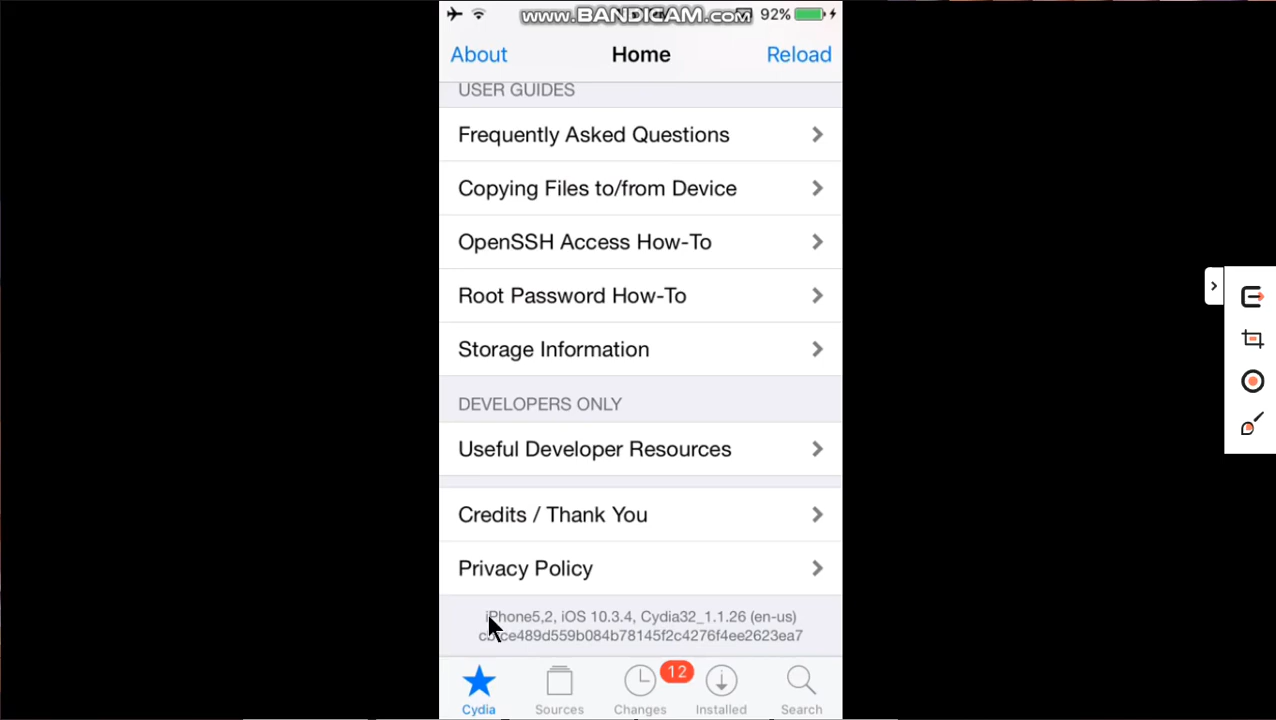 www.BANDICAM.com
92%
About
Home
Reload
USER GUIDES
Frequently Asked Questions
Copying Files to/from Device
OpenSSH Access How-To
Root Password How-To
Storage Information
DEVELOPERS ONLY
Useful Developer Resources
Credits / Thank You
Privacy Policy
iPhone5,2, iOS 10.3.4, Cydia32_1.1.26 (en-us)
12
Cydia
Sources
Changes
Installed
Search